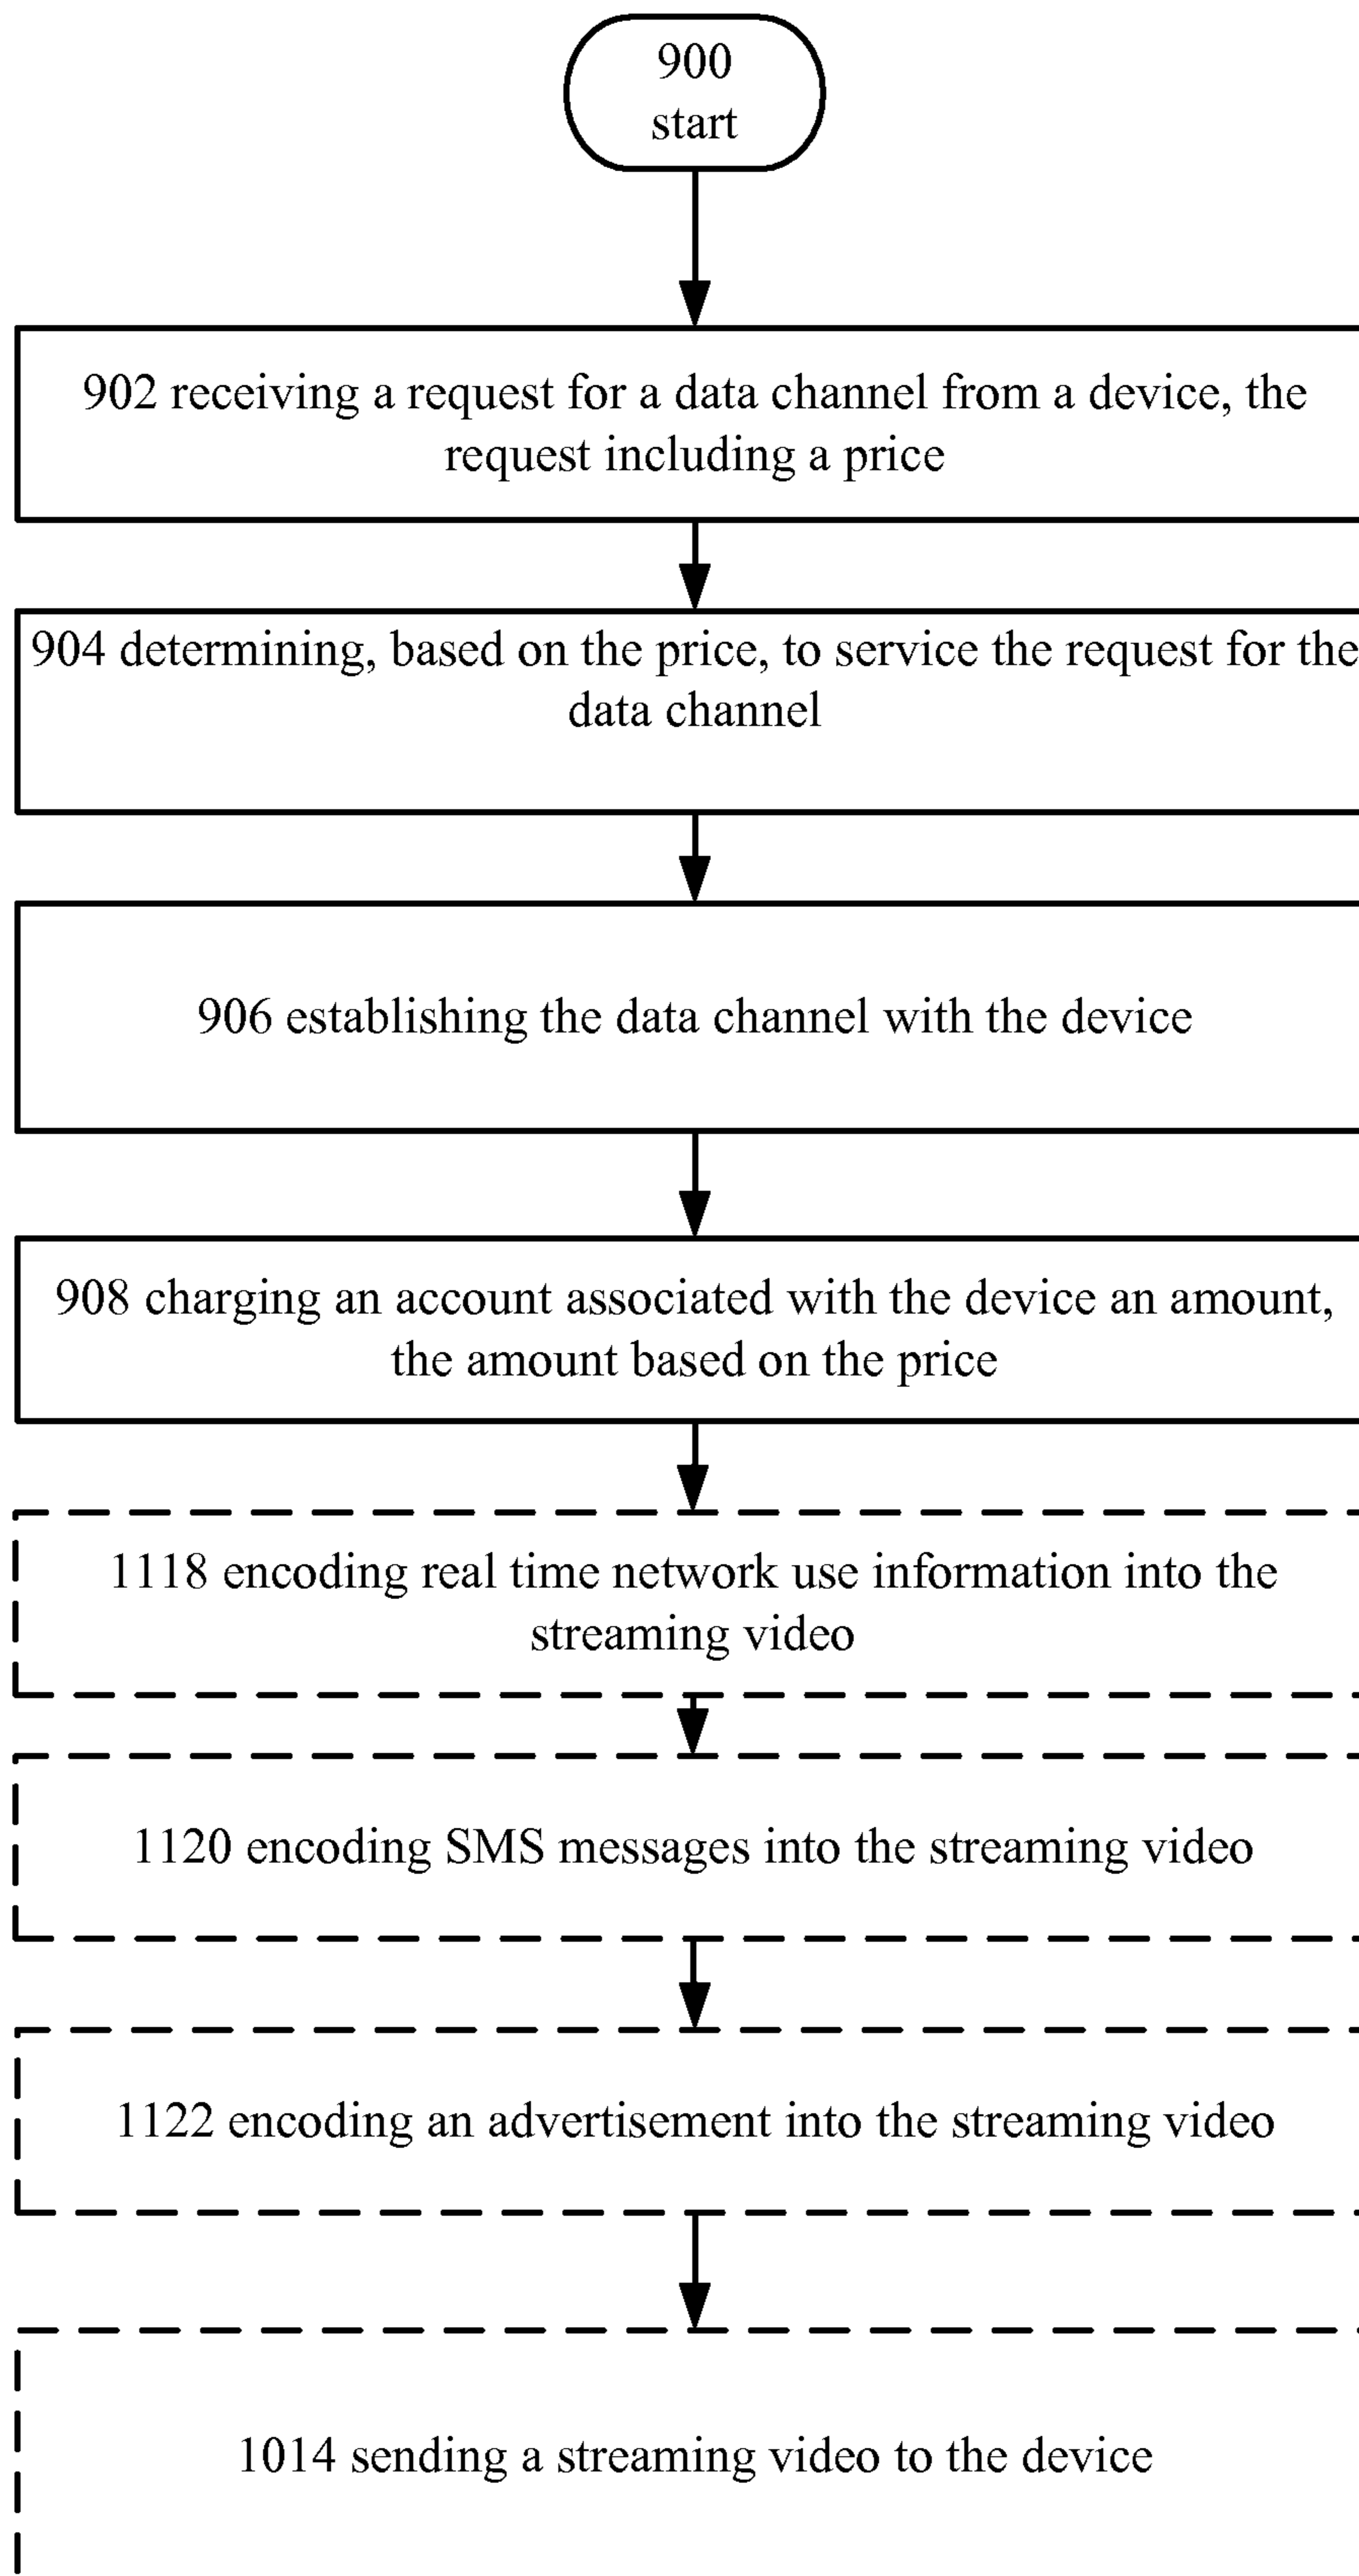 900
start
902 receiving a request for a data channel from a device, the
request including a price
904 determining, based on the price, to service the request for the
data channel
906 establishing the data channel with the device
908 charging an account associated with the device an amount,
the amount based on the price
1118 encoding real time network use information into the
streaming video
1120 encoding SMS messages into the streaming video
1122 encoding an advertisement into the streaming video
1014 sending a streaming video to the device